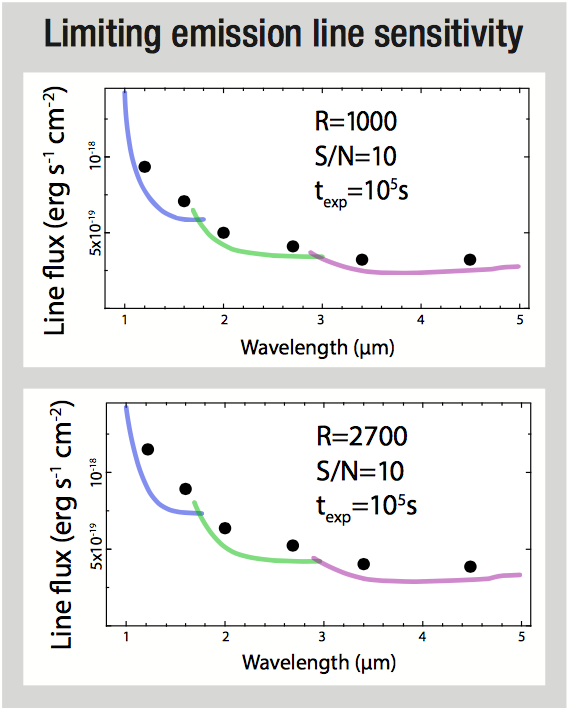 Limiting emission line sensitivity
Line flux (erg s⁻¹ cm⁻²)
10⁻¹⁸
5x10⁻¹⁹
R=1000
S/N=10
t_exp=10⁵s
1 2 3 4 5
Wavelength (μm)
Line flux (erg s⁻¹ cm⁻²)
10⁻¹⁸
5x10⁻¹⁹
R=2700
S/N=10
t_exp=10⁵s
1 2 3 4 5
Wavelength (μm)